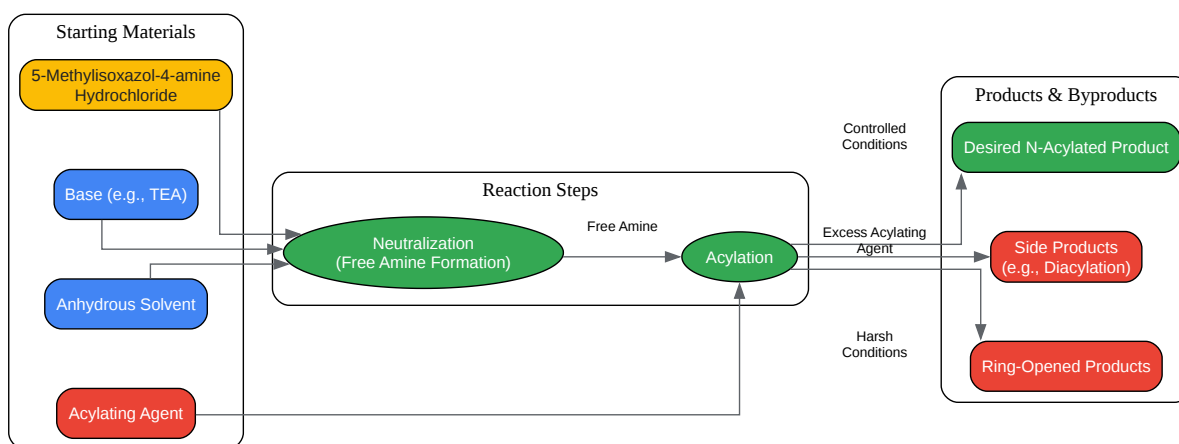 Starting Materials
5-Methylisoxazol-4-amine
Hydrochloride
Base (e.g., TEA)
Anhydrous Solvent
Acylating Agent
Reaction Steps
Neutralization
(Free Amine Formation)
Free Amine
Acylation
Controlled
Conditions
Excess Acylating
Agent
Harsh
Conditions
Products & Byproducts
Desired N-Acylated Product
Side Products
(e.g., Diacylation)
Ring-Opened Products